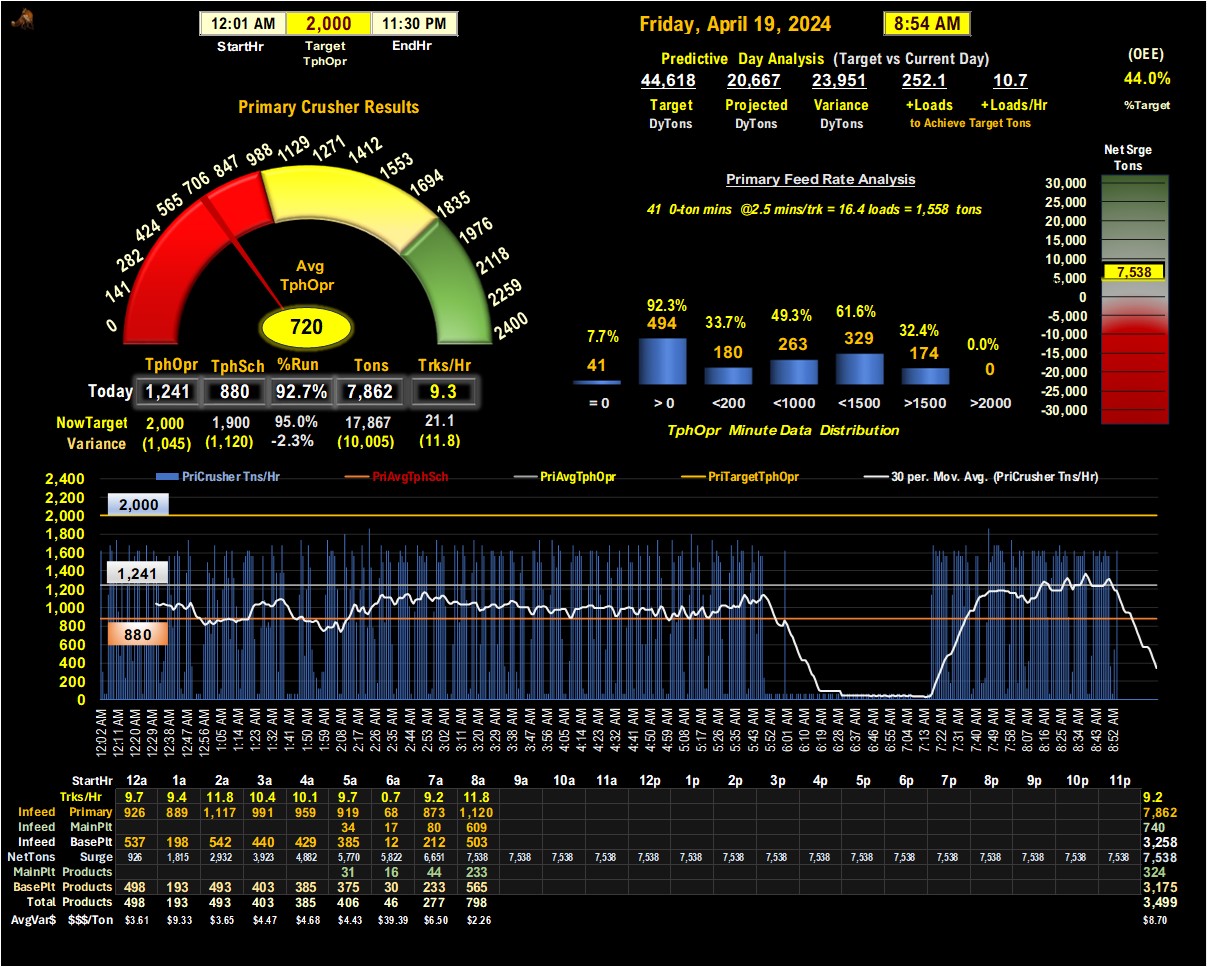 12:01 AM 2,000 11:30 PM
StartHr Target TphOpr EndHr
Friday, April 19, 2024 8:54 AM
Predictive Day Analysis (Target vs Current Day)
44,618 20,667 23,951 252.1 10.7
Target Projected Variance +Loads +Loads/Hr
DyTons DyTons DyTons to Achieve Target Tons
(OEE)
44.0%
%Target
Primary Crusher Results
0 141 282 424 565 706 847 988 1129 1271 1412 1553 1694 1835 1976 2118 2259 2400
Avg
TphOpr
720
TphOpr TphSch %Run Tons Trks/Hr
Today 1,241 880 92.7% 7,862 9.3
NowTarget 2,000 1,900 95.0% 17,867 21.1
Variance (1,045) (1,120) -2.3% (10,005) (11.8)
Primary Feed Rate Analysis
41 0-ton mins @2.5 mins/trk = 16.4 loads = 1,558 tons
7.7% 92.3% 33.7% 49.3% 61.6% 32.4% 0.0%
41 494 180 263 329 174 0
= 0 > 0 <200 <1000 <1500 >1500 >2000
TphOpr Minute Data Distribution
Net Srge
Tons
30,000
25,000
20,000
15,000
10,000
5,000
7,538
0
-5,000
-10,000
-15,000
-20,000
-25,000
-30,000
PriCrusher Tns/Hr PriAvgTphSch PriAvgTphOpr PriTargetTphOpr 30 per. Mov. Avg. (PriCrusher Tns/Hr)
2,400
2,200
2,000
1,800
1,600
1,400
1,200
1,000
800
600
400
200
0
2,000
1,241
880
12:02 AM 12:11 AM 12:20 AM 12:29 AM 12:38 AM 12:47 AM 12:56 AM 1:05 AM 1:14 AM 1:23 AM 1:32 AM 1:41 AM 1:50 AM 1:59 AM 2:08 AM 2:17 AM 2:26 AM 2:35 AM 2:44 AM 2:53 AM 3:02 AM 3:11 AM 3:20 AM 3:29 AM 3:38 AM 3:47 AM 3:56 AM 4:05 AM 4:14 AM 4:23 AM 4:32 AM 4:41 AM 4:50 AM 4:59 AM 5:08 AM 5:17 AM 5:26 AM 5:35 AM 5:43 AM 5:52 AM 6:01 AM 6:10 AM 6:19 AM 6:28 AM 6:37 AM 6:46 AM 6:55 AM 7:04 AM 7:13 AM 7:22 AM 7:31 AM 7:40 AM 7:49 AM 7:58 AM 8:07 AM 8:16 AM 8:25 AM 8:34 AM 8:43 AM 8:52 AM
StartHr 12a 1a 2a 3a 4a 5a 6a 7a 8a 9a 10a 11a 12p 1p 2p 3p 4p 5p 6p 7p 8p 9p 10p 11p
Trks/Hr 9.7 9.4 11.8 10.4 10.1 9.7 0.7 9.2 11.8 9.2
Infeed Primary 926 889 1,117 991 959 919 68 873 1,120 7,862
Infeed MainPlt 34 17 80 609 740
Infeed BasePlt 537 198 542 440 429 385 12 212 503 3,258
NetTons Surge 926 1,815 2,932 3,923 4,882 5,770 5,822 6,651 7,538 7,538 7,538 7,538 7,538 7,538 7,538 7,538 7,538 7,538 7,538 7,538 7,538 7,538 7,538 7,538 7,538
MainPlt Products 31 16 44 233 324
BasePlt Products 498 193 493 403 385 375 30 233 565 3,175
Total Products 498 193 493 403 385 406 46 277 798 3,499
AvgVar$ $$$/Ton $3.61 $9.33 $3.65 $4.47 $4.68 $4.43 $39.39 $6.50 $2.26 $8.70